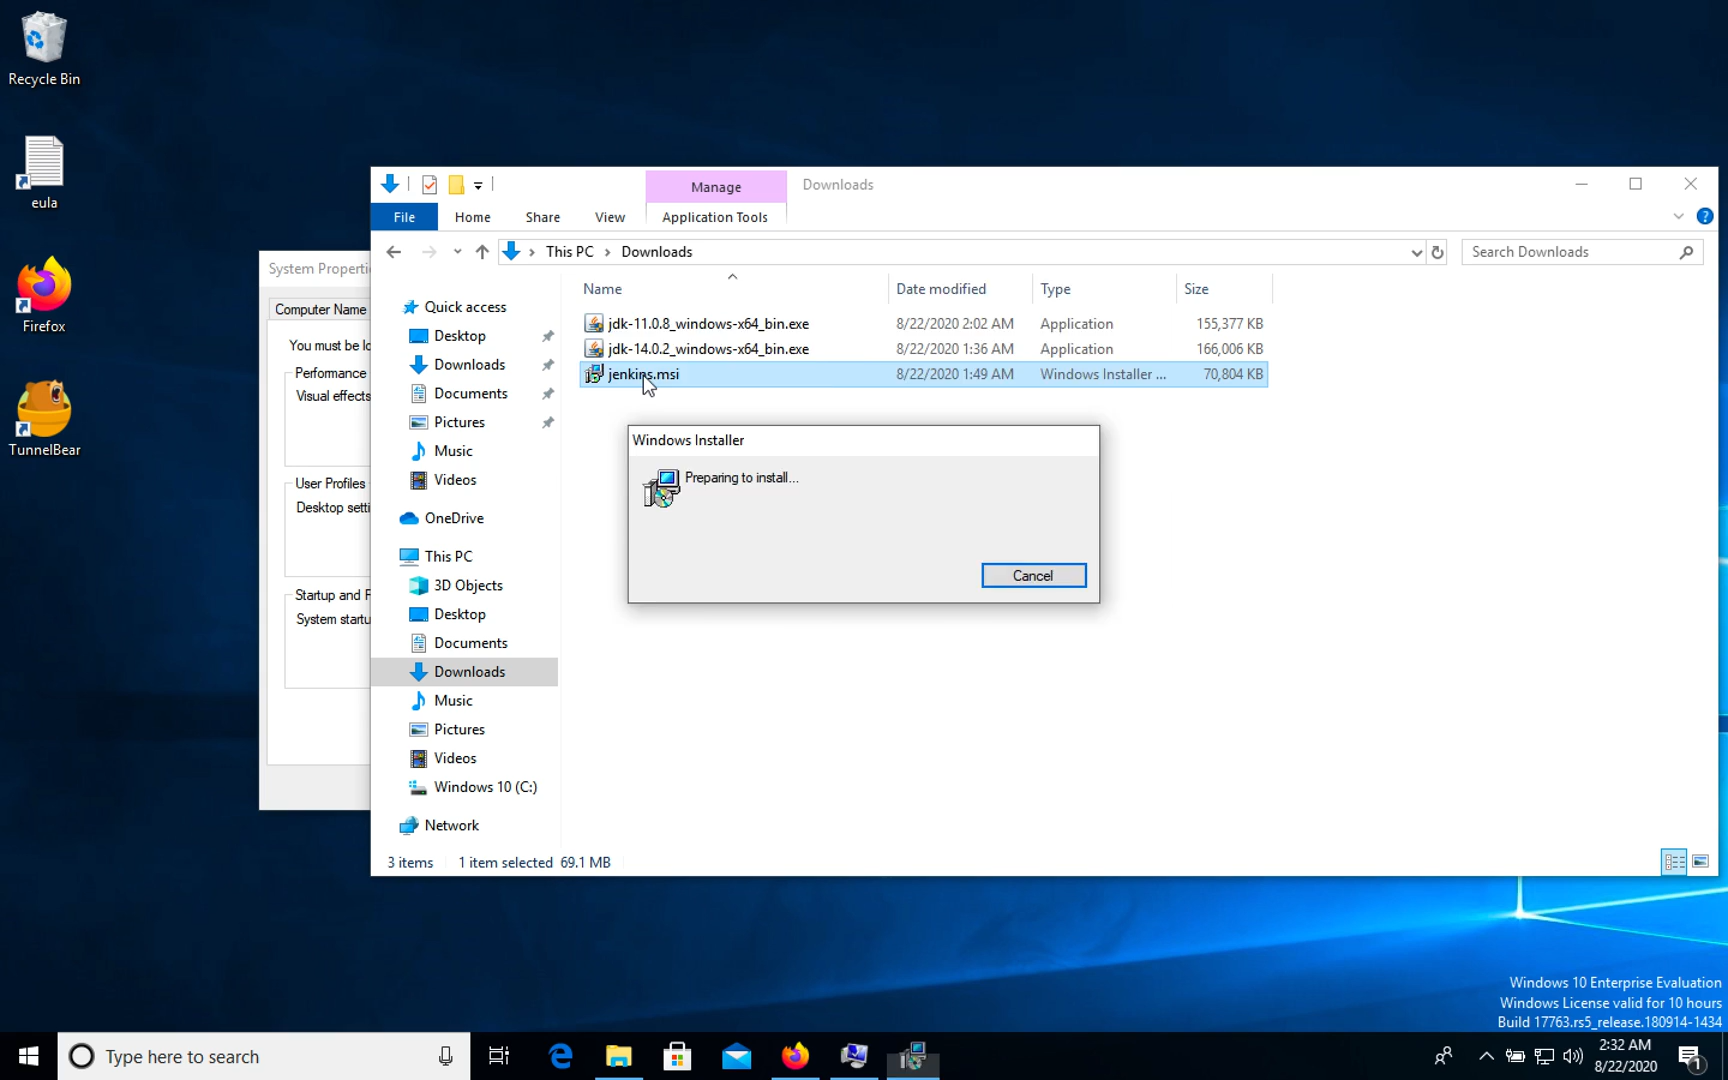 Recycle Bin
eula
Firefox
TunnelBear
System Properti
Computer Name
You must be lo
Performance
Visual effects
User Profiles
Desktop setti
Startup and F
System startu
Manage
Downloads
File
Home
Share
View
Application Tools
This PC
Downloads
Search Downloads
Name
Date modified
Type
Size
jdk-11.0.8_windows-x64_bin.exe
8/22/2020 2:02 AM
Application
155,377 KB
jdk-14.0.2_windows-x64_bin.exe
8/22/2020 1:36 AM
Application
166,006 KB
jenkins.msi
8/22/2020 1:49 AM
Windows Installer ...
70,804 KB
Quick access
Desktop
Downloads
Documents
Pictures
Music
Videos
OneDrive
This PC
3D Objects
Desktop
Documents
Downloads
Music
Pictures
Videos
Windows 10 (C:)
Network
Windows Installer
Preparing to install...
Cancel
3 items
1 item selected 69.1 MB
Windows 10 Enterprise Evaluation
Windows License valid for 10 hours
Build 17763.rs5_release.180914-1434
Type here to search
2:32 AM
8/22/2020
1